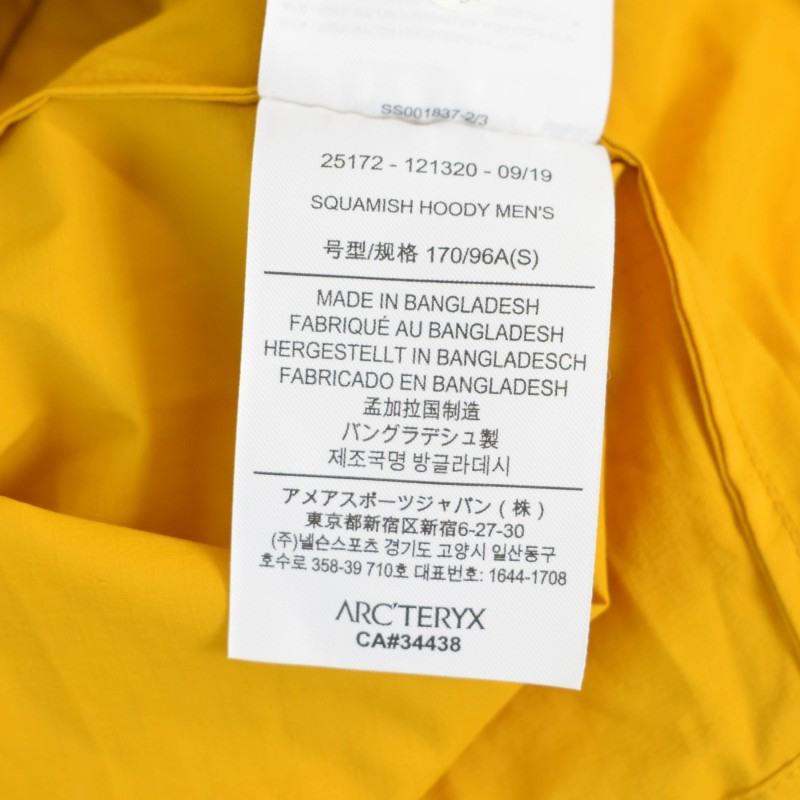 SS001837-2/3
25172 - 121320 - 09/19
SQUAMISH HOODY MEN'S
号型/规格 170/96A(S)
MADE IN BANGLADESH
FABRIQUÉ AU BANGLADESH
HERGESTELLT IN BANGLADESCH
FABRICADO EN BANGLADESH
孟加拉国制造
バングラデシュ製
제조국명 방글라데시
アメアスポーツジャパン (株)
東京都新宿区新宿6-27-30
(주)넬슨스포츠 경기도 고양시 일산동구
호수로 358-39 710호 대표번호: 1644-1708
ARC'TERYX
CA#34438